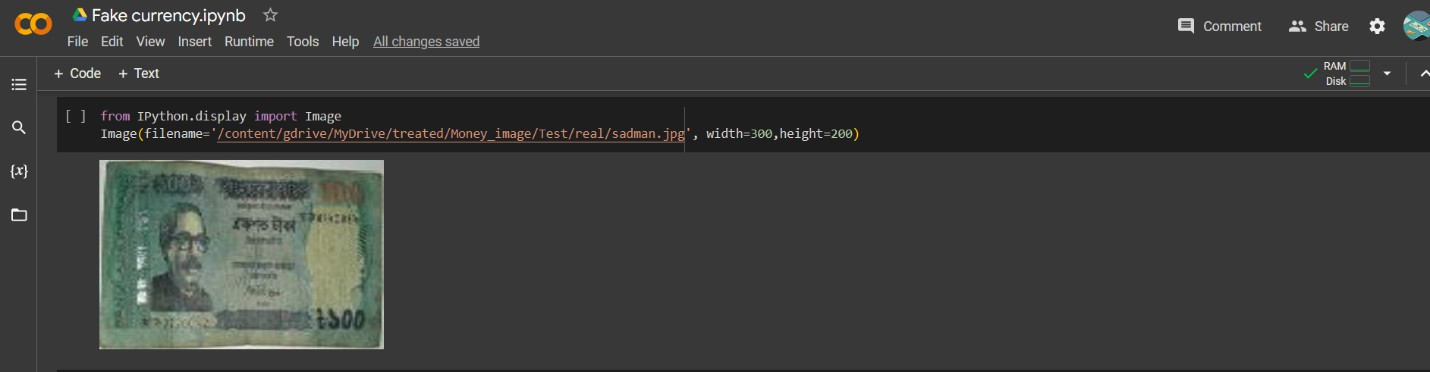 Fake currency.ipynb
File Edit View Insert Runtime Tools Help All changes saved
Comment Share
+ Code + Text
RAM
Disk
{x}
[ ] from IPython.display import Image
Image(filename='/content/gdrive/MyDrive/treated/Money_image/Test/real/sadman.jpg', width=300,height=200)
একশত টাকা
৳১০০